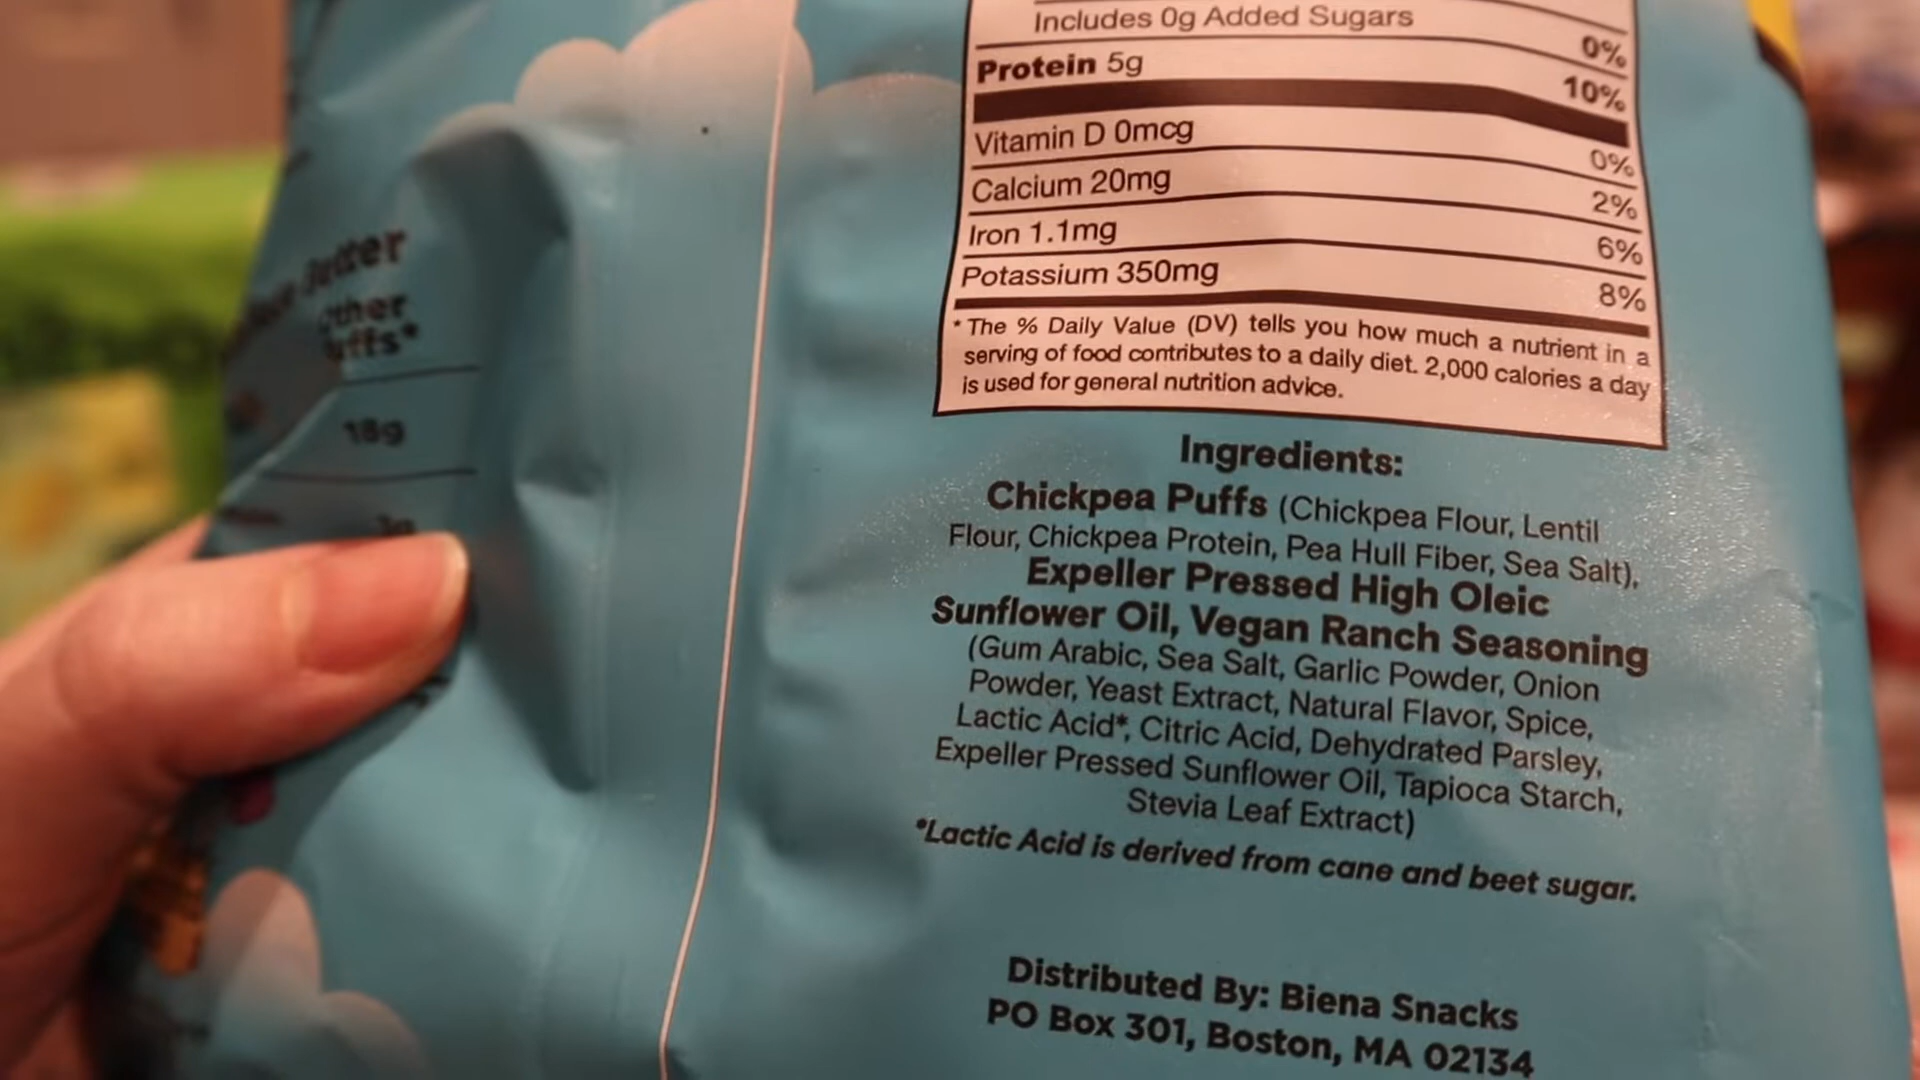 Includes 0g Added Sugars 0%
Protein 5g 10%
Vitamin D 0mcg 0%
Calcium 20mg 2%
Iron 1.1mg 6%
Potassium 350mg 8%
* The % Daily Value (DV) tells you how much a nutrient in a
serving of food contributes to a daily diet. 2,000 calories a day
is used for general nutrition advice.
Ingredients:
Chickpea Puffs (Chickpea Flour, Lentil
Flour, Chickpea Protein, Pea Hull Fiber, Sea Salt),
Expeller Pressed High Oleic
Sunflower Oil, Vegan Ranch Seasoning
(Gum Arabic, Sea Salt, Garlic Powder, Onion
Powder, Yeast Extract, Natural Flavor, Spice,
Lactic Acid*, Citric Acid, Dehydrated Parsley,
Expeller Pressed Sunflower Oil, Tapioca Starch,
Stevia Leaf Extract)
*Lactic Acid is derived from cane and beet sugar.
Distributed By: Biena Snacks
PO Box 301, Boston, MA 02134
18g